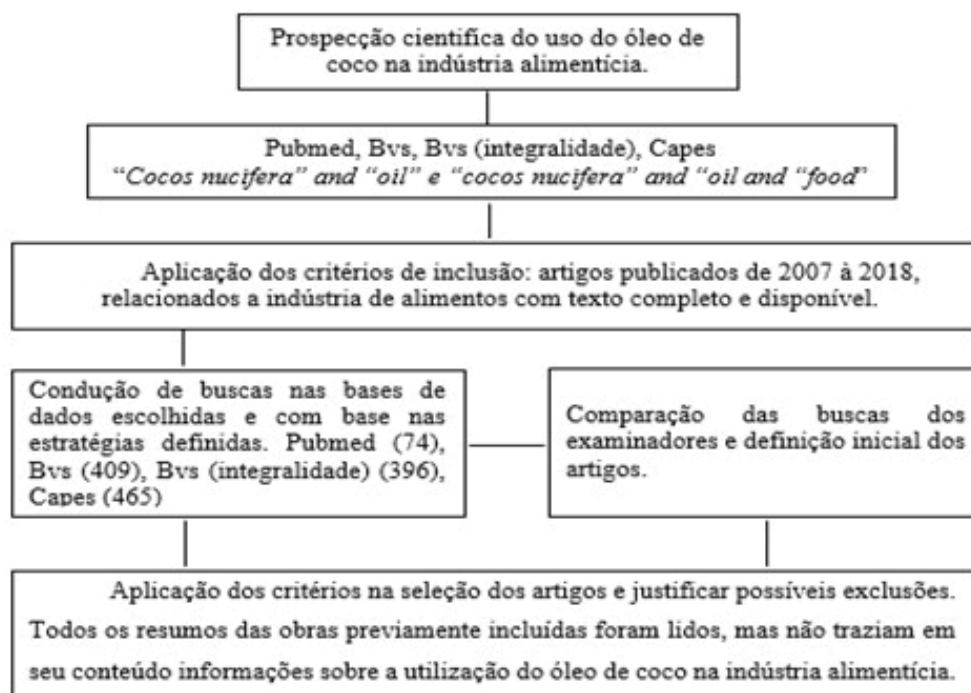 Prospecção cientifica do uso do óleo de
coco na indústria alimentícia.
Pubmed, Bvs, Bvs (integralidade), Capes
“Cocos nucifera” and “oil” e “cocos nucifera” and “oil and “food”
Aplicação dos critérios de inclusão: artigos publicados de 2007 à 2018,
relacionados a indústria de alimentos com texto completo e disponível.
Condução de buscas nas bases de
dados escolhidas e com base nas
estratégias definidas. Pubmed (74),
Bvs (409), Bvs (integralidade) (396),
Capes (465)
Comparação das buscas dos
examinadores e definição inicial dos
artigos.
Aplicação dos critérios na seleção dos artigos e justificar possíveis exclusões.
Todos os resumos das obras previamente incluídas foram lidos, mas não traziam em
seu conteúdo informações sobre a utilização do óleo de coco na indústria alimentícia.